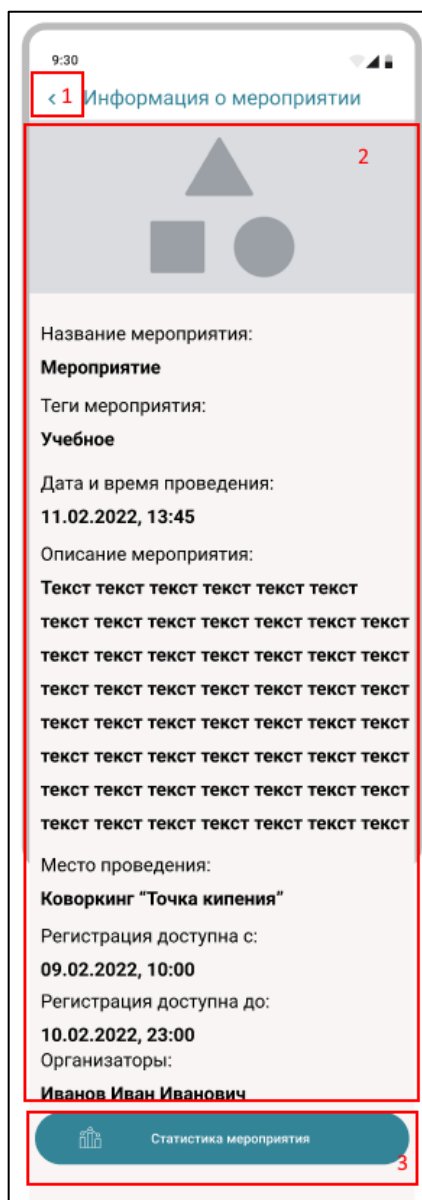 9:30
< 1 Информация о мероприятии
2
Название мероприятия:
Мероприятие
Теги мероприятия:
Учебное
Дата и время проведения:
11.02.2022, 13:45
Описание мероприятия:
Текст текст текст текст текст текст
текст текст текст текст текст текст текст
текст текст текст текст текст текст текст
текст текст текст текст текст текст текст
текст текст текст текст текст текст текст
текст текст текст текст текст текст текст
текст текст текст текст текст текст текст
текст текст текст текст текст текст текст
Место проведения:
Коворкинг “Точка кипения”
Регистрация доступна с:
09.02.2022, 10:00
Регистрация доступна до:
10.02.2022, 23:00
Организаторы:
Иванов Иван Иванович
Статистика мероприятия
3